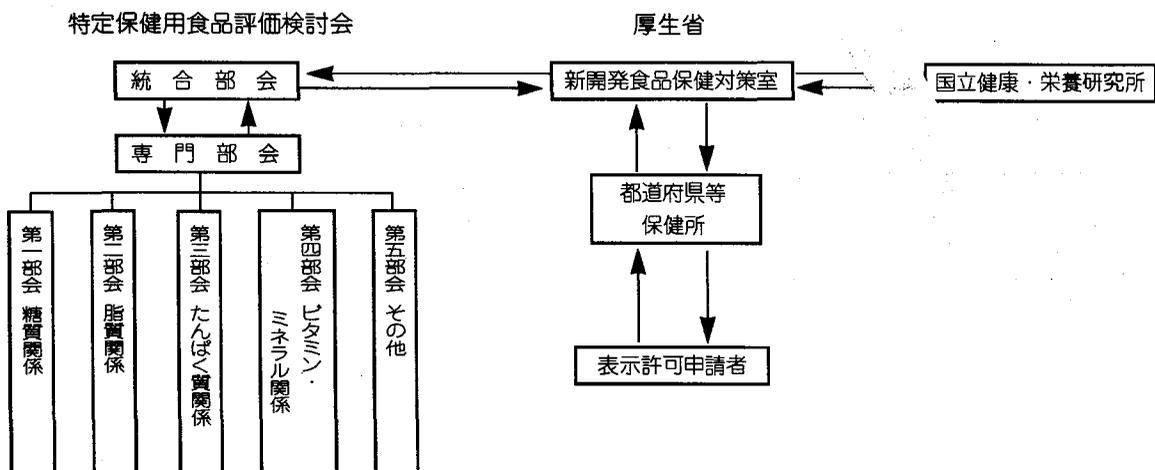 特定保健用食品評価検討会
厚生省
統合部会
新開発食品保健対策室
国立健康・栄養研究所
専門部会
都道府県等
保健所
第一部会 糖質関係
第二部会 脂質関係
第三部会 たんぱく質関係
第四部会 ビタミン・
ミネラル関係
第五部会 その他
表示許可申請者